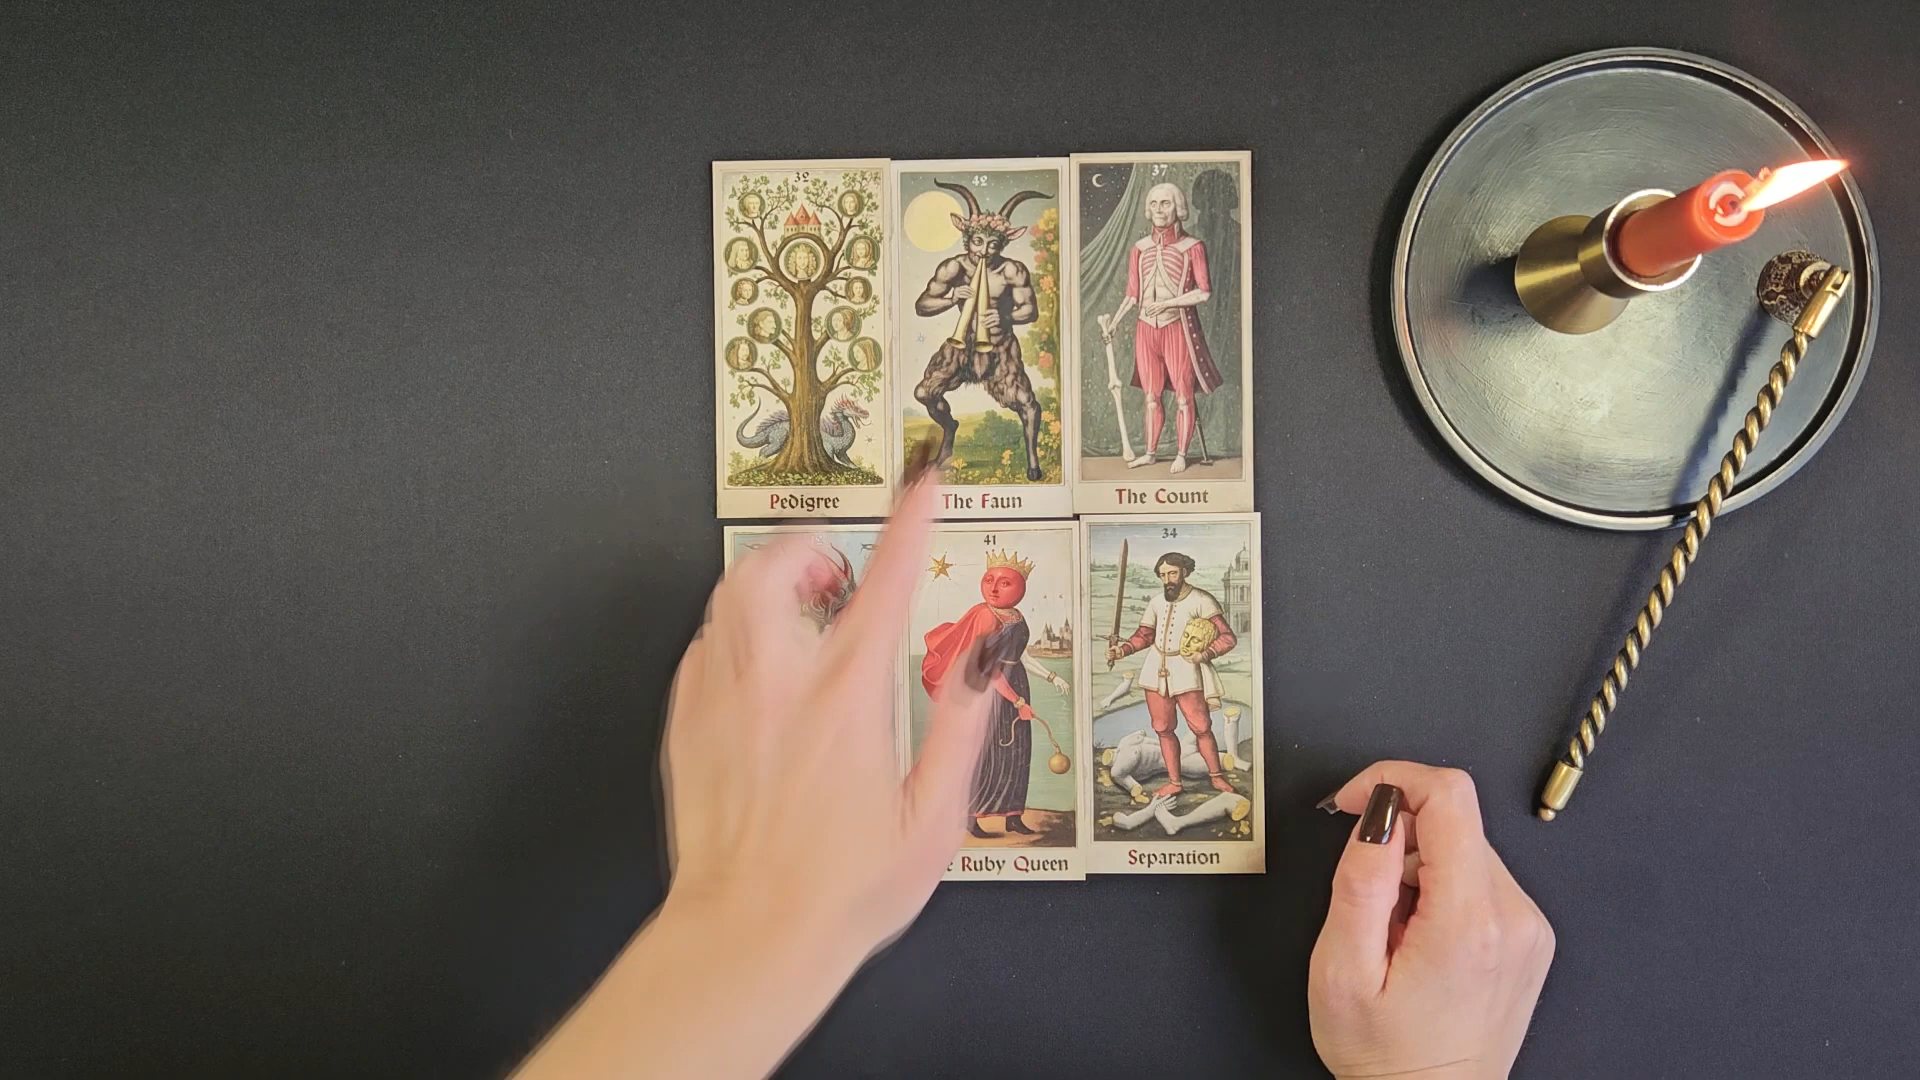 32
42
37
Pedigree
The Faun
The Count
41
34
Ruby Queen
Separation